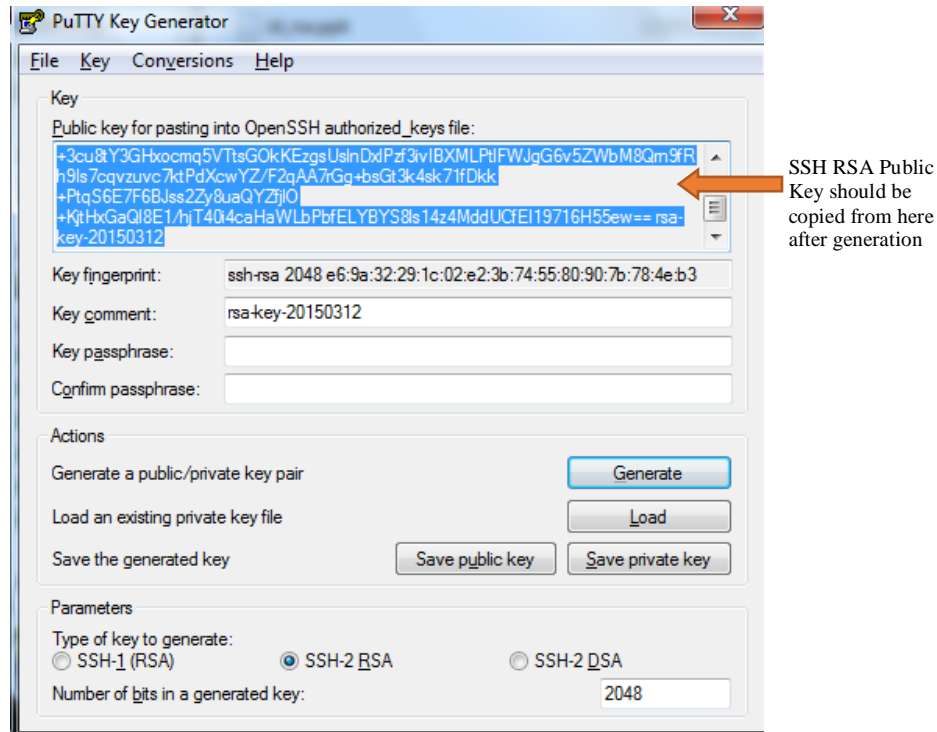 PuTTY Key Generator
File Key Conversions Help
Key
Public key for pasting into OpenSSH authorized_keys file:
+3cu8tY3GHxocmq5VTtsGOkKEzgsUsInDxlPzf3ivIBXMLPtlFWJgG6v5ZWbM8Qm9fR
h9ls7cqvzuvc7ktPdXcwYZ/F2qAA7rGg+bsGt3k4sk71fDkk
+PtqS6E7F6BJss2Zy8uaQYZfjlO
+KjtHxGaQI8E1/hjT40i4caHaWLbPbfELYBYS8ls14z4MddUCfEI19716H55ew== rsa-
key-20150312
SSH RSA Public
Key should be
copied from here
after generation
Key fingerprint: ssh-rsa 2048 e6:9a:32:29:1c:02:e2:3b:74:55:80:90:7b:78:4e:b3
Key comment: rsa-key-20150312
Key passphrase:
Confirm passphrase:
Actions
Generate a public/private key pair Generate
Load an existing private key file Load
Save the generated key Save public key Save private key
Parameters
Type of key to generate:
SSH-1 (RSA) SSH-2 RSA SSH-2 DSA
Number of bits in a generated key: 2048